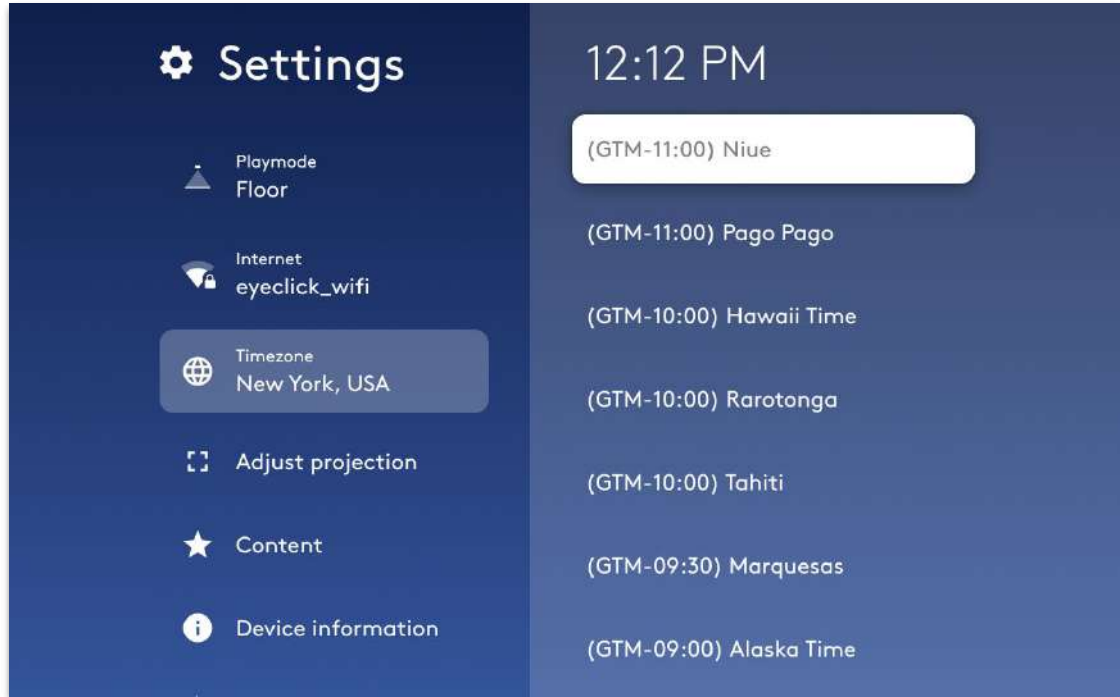 Settings
Playmode
Floor
Internet
eyeclick_wifi
Timezone
New York, USA
Adjust projection
Content
Device information
12:12 PM
(GTM-11:00) Niue
(GTM-11:00) Pago Pago
(GTM-10:00) Hawaii Time
(GTM-10:00) Rarotonga
(GTM-10:00) Tahiti
(GTM-09:30) Marquesas
(GTM-09:00) Alaska Time